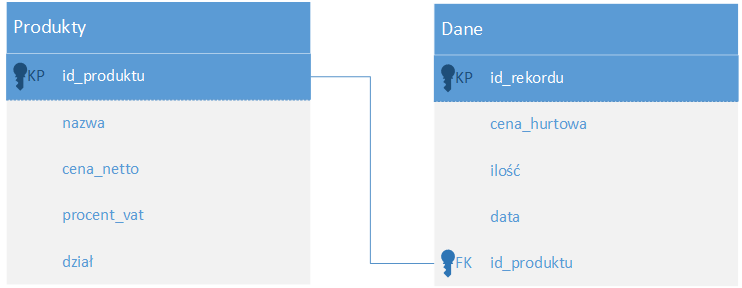 Produkty
KP id_produktu
nazwa
cena_netto
procent_vat
dział
Dane
KP id_rekordu
cena_hurtowa
ilość
data
FK id_produktu